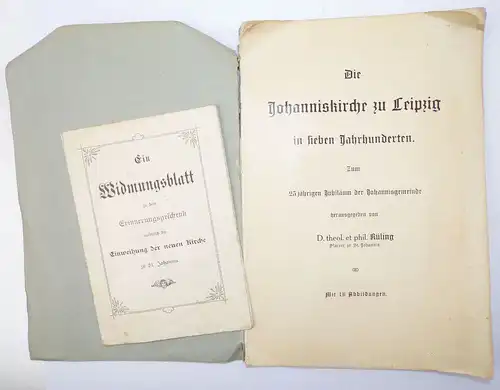 Ein
Widmungsblatt
zu dem
Erinnerungsgeschenk
anläßlich der
Einweihung der neuen Kirche
zu St. Johannis.
Die
Johanniskirche zu Leipzig
in sieben Jahrhunderten.
Zum
25jährigen Jubiläum der Johannisgemeinde
herausgegeben von
D. theol. et phil. Rüling
Pfarrer zu St. Johannis.
Mit 18 Abbildungen.